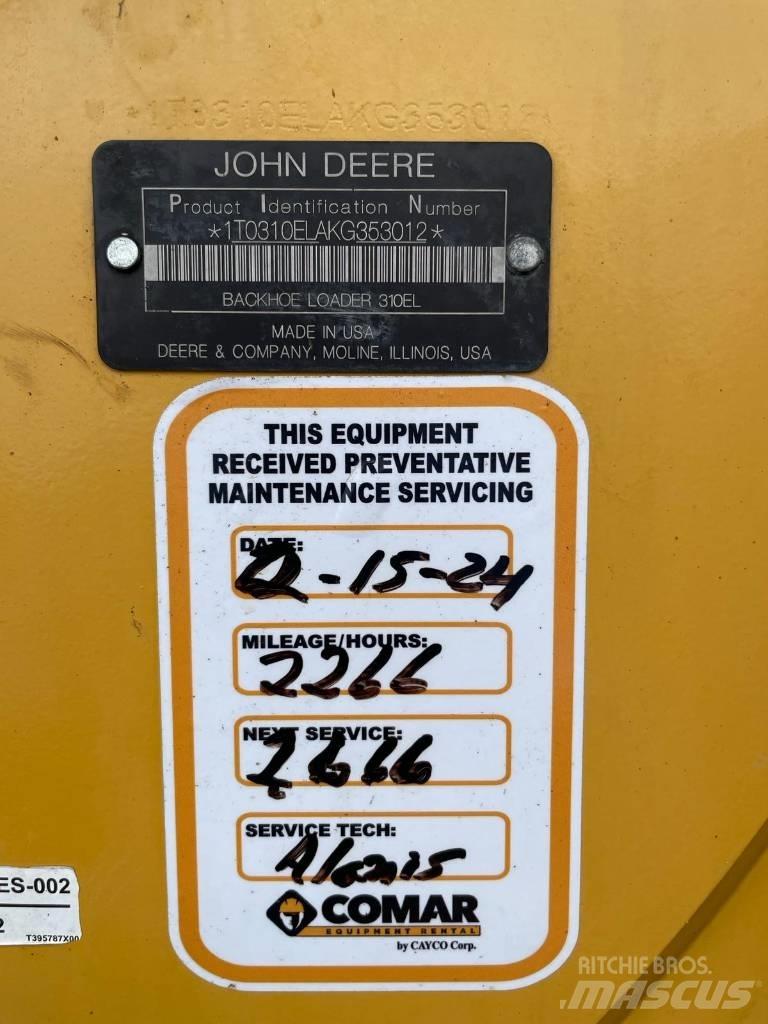 *1T0310ELAKG353012*
JOHN DEERE
Product Identification Number
*1T0310ELAKG353012*
BACKHOE LOADER 310EL
MADE IN USA
DEERE & COMPANY, MOLINE, ILLINOIS, USA
THIS EQUIPMENT
RECEIVED PREVENTATIVE
MAINTENANCE SERVICING
DATE:
-15-24
MILEAGE/HOURS:
2266
NEXT SERVICE:
SERVICE TECH:
COMAR
EQUIPMENT RENTAL
by CAYCO Corp.
ES-002
2
T395787X00
RITCHIE BROS.
MASCUS